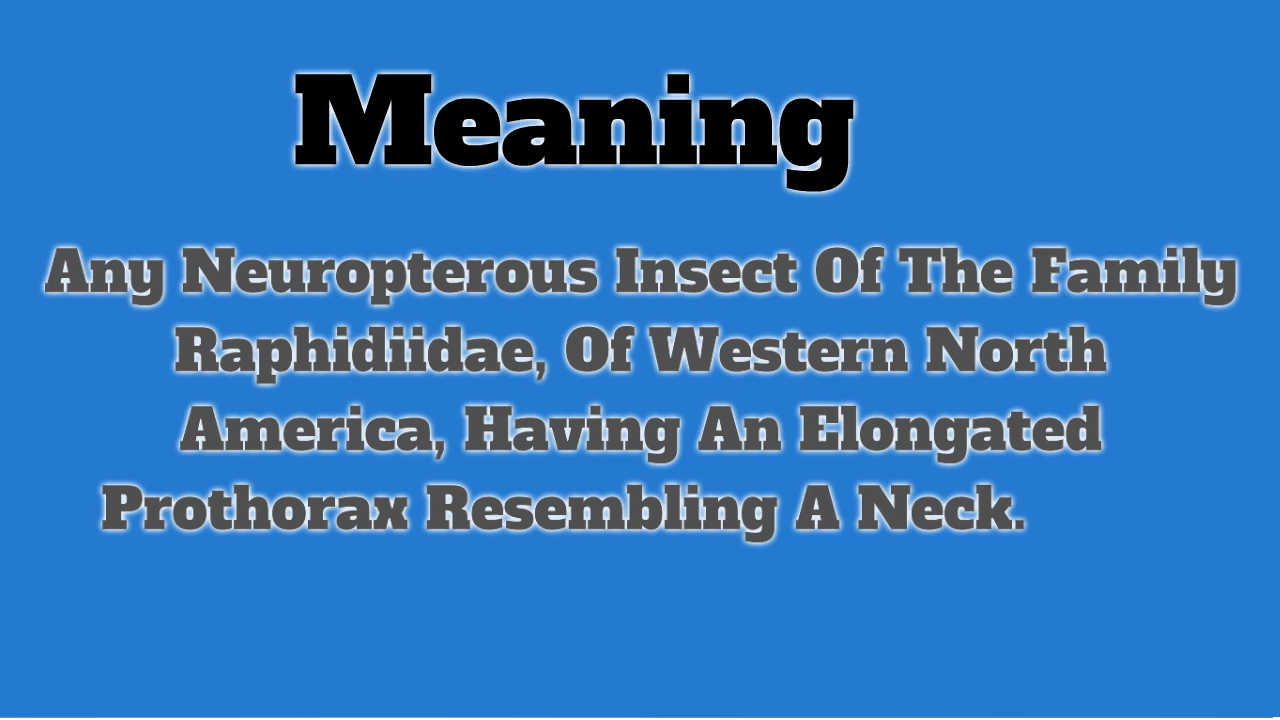 Meaning
Any Neuropterous Insect Of The Family
Raphidiidae, Of Western North
America, Having An Elongated
Prothorax Resembling A Neck.